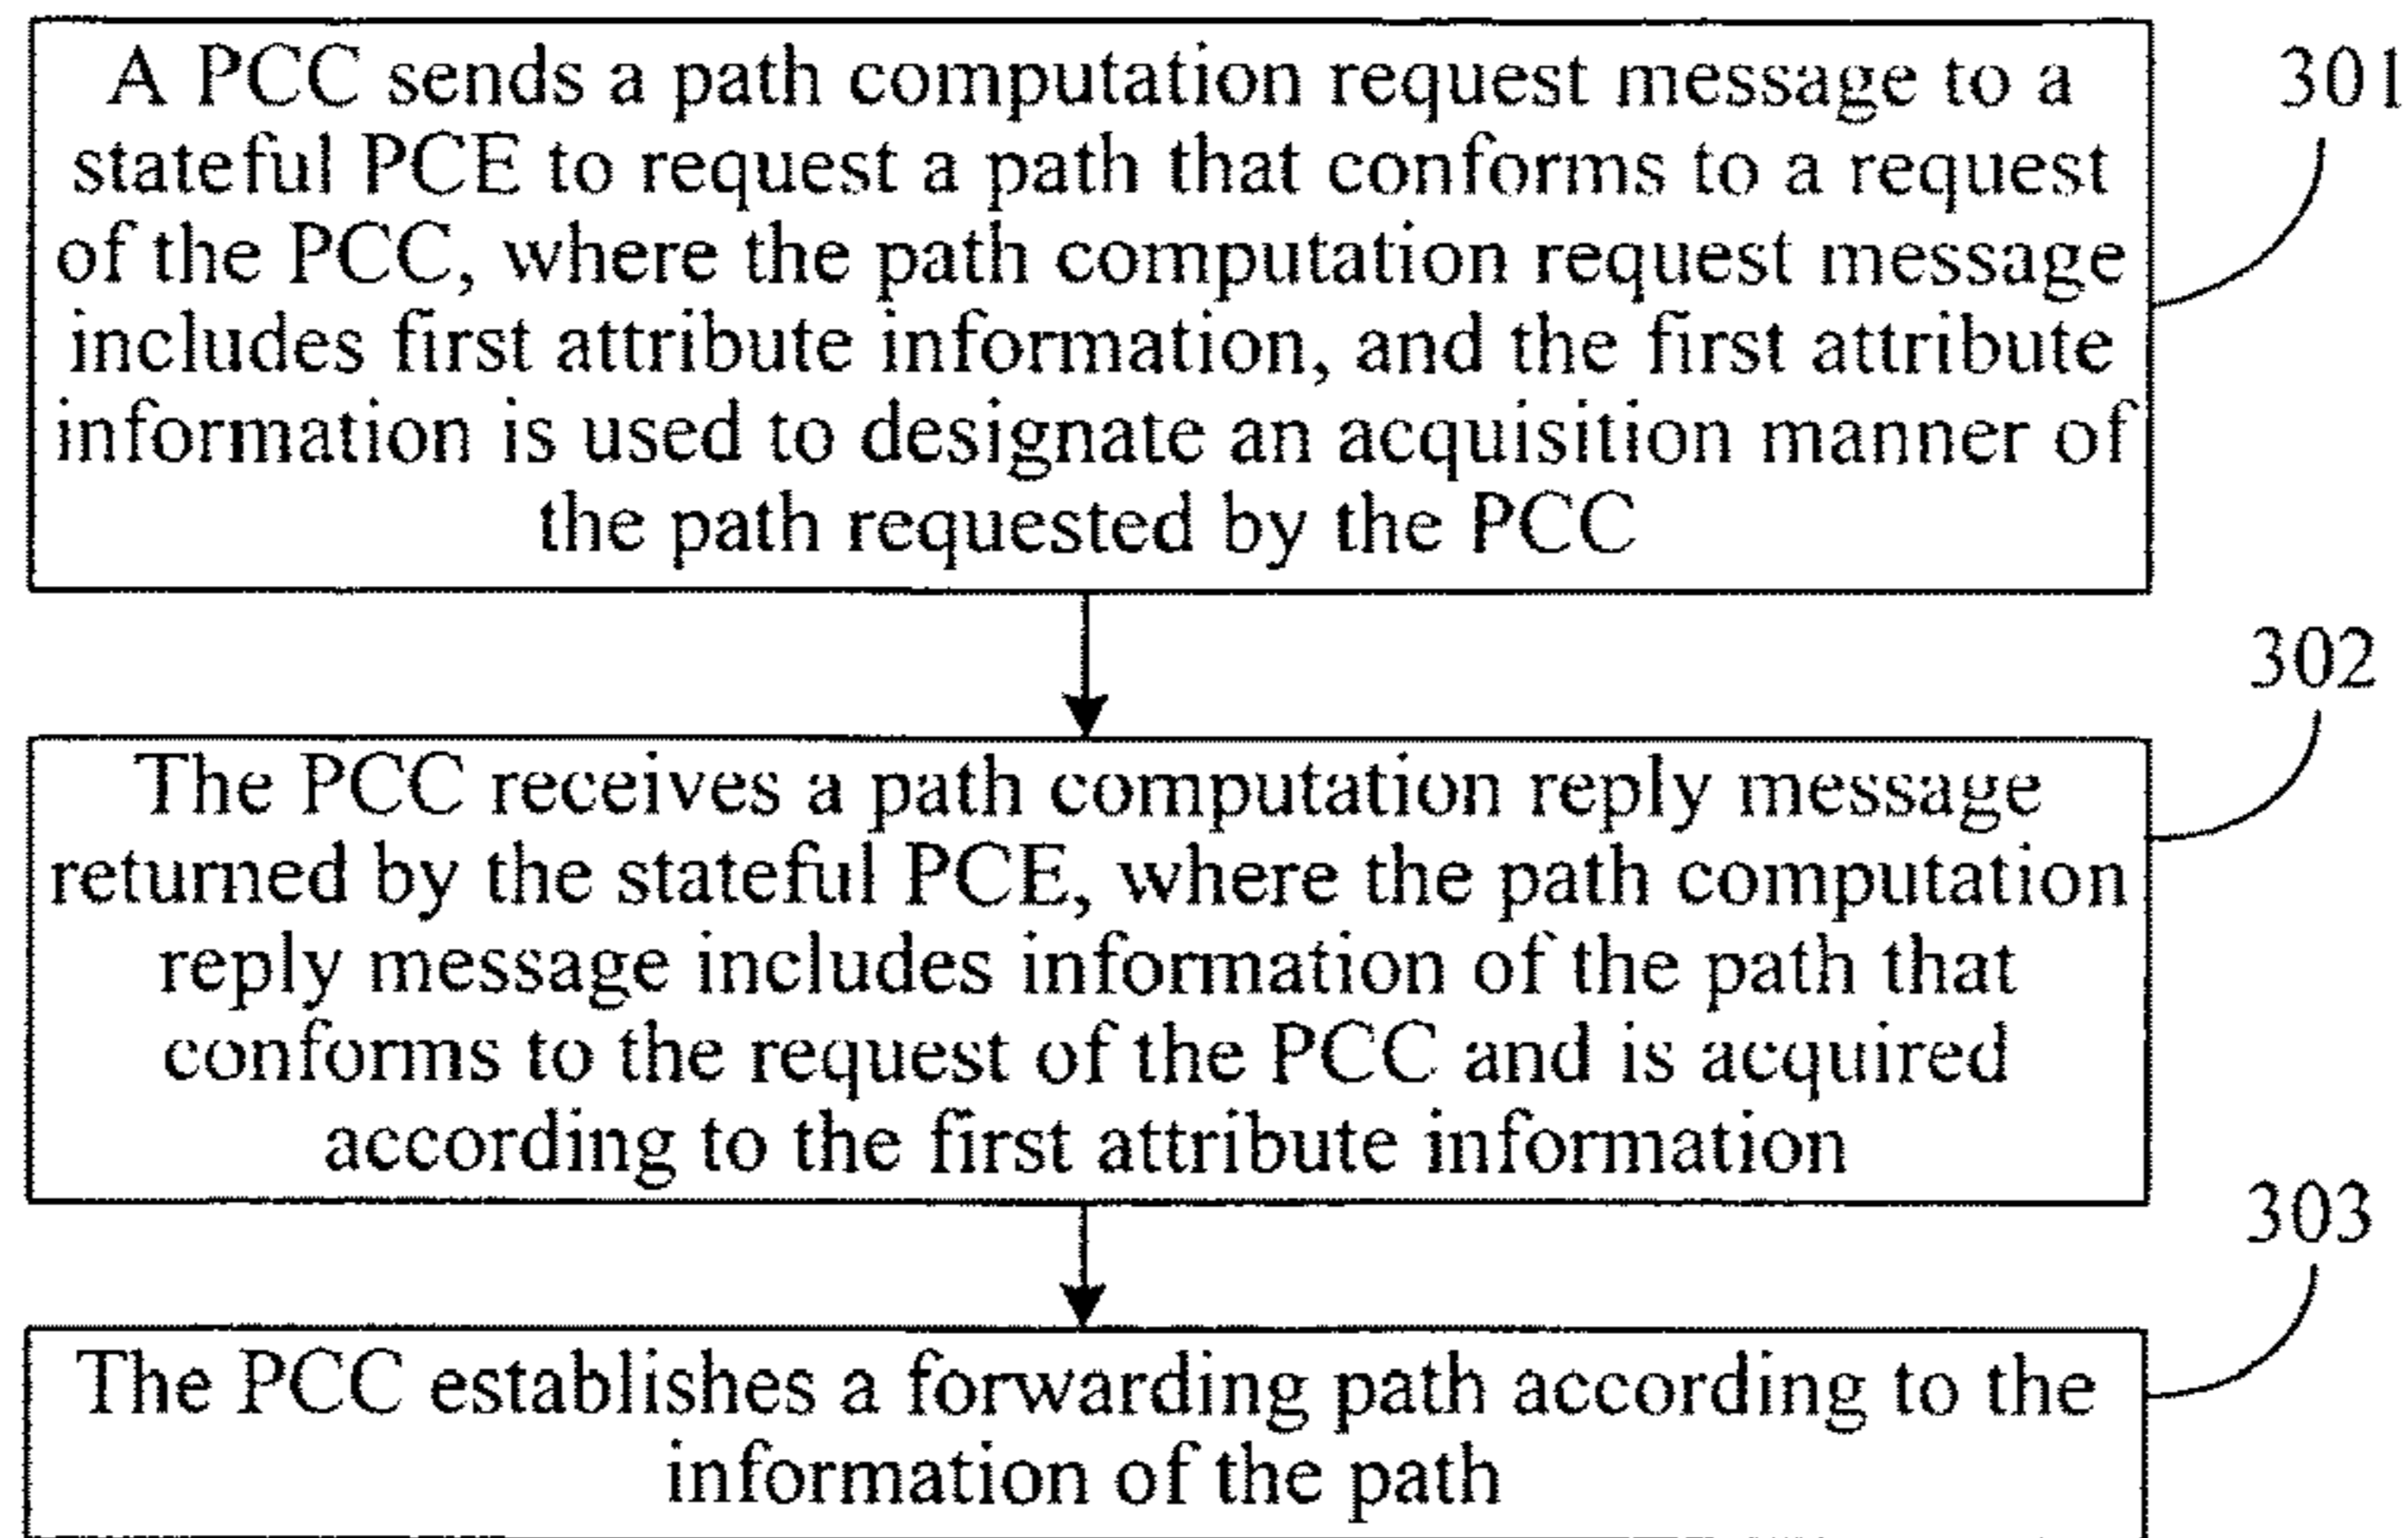 A PCC sends a path computation request message to a
stateful PCE to request a path that conforms to a request
of the PCC, where the path computation request message
includes first attribute information, and the first attribute
information is used to designate an acquisition manner of
the path requested by the PCC
301
302
The PCC receives a path computation reply message
returned by the stateful PCE, where the path computation
reply message includes information of the path that
conforms to the request of the PCC and is acquired
according to the first attribute information
303
The PCC establishes a forwarding path according to the
information of the path